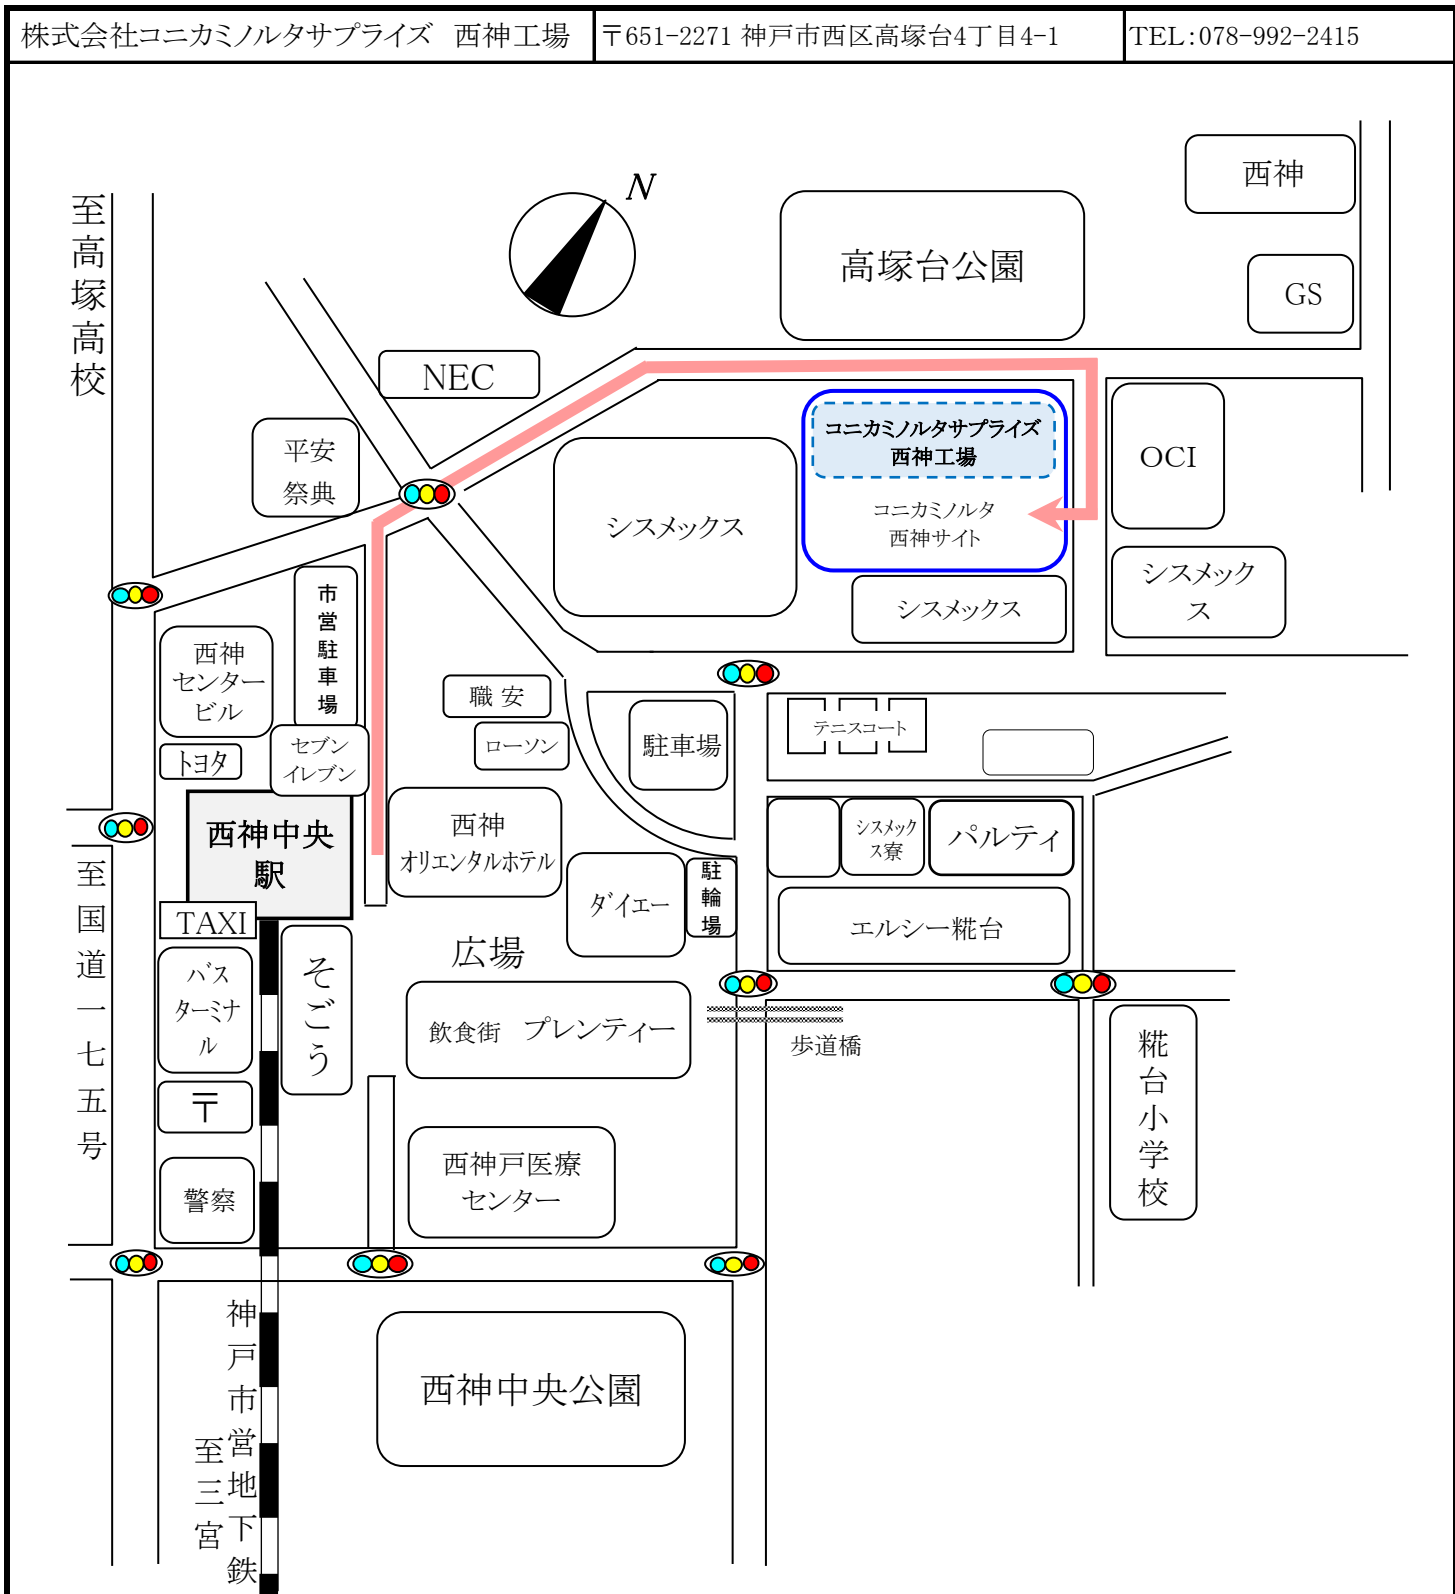 株式会社コニカミノルタサプライズ 西神工場
〒651-2271 神戸市西区高塚台4丁目4-1
TEL:078-992-2415
N
西神
至高塚高校
高塚台公園
GS
NEC
コニカミノルタサプライズ
西神工場
平安
祭典
OCI
シスメックス
コニカミノルタ
西神サイト
シスメック
ス
市営駐車場
シスメックス
西神
センター
ビル
職 安
テニスコート
ローソン
駐車場
セブン
イレブン
トヨタ
西神中央
駅
西神
オリエンタルホテル
シスメック
ス寮
パルティ
至国道一七五号
ダイエー
駐輪場
TAXI
エルシー糀台
広場
そごう
バス
ターミナ
ル
飲食街 プレンティー
歩道橋
糀台小学校
〒
西神戸医療
センター
警察
神戸市営地下鉄
至三宮
西神中央公園